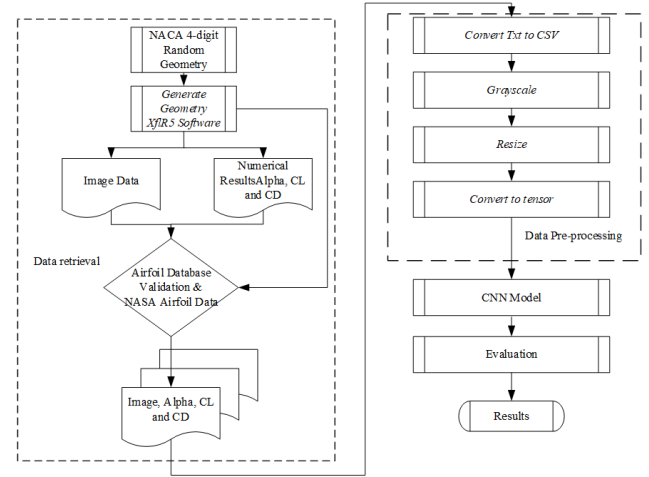 NACA 4-digit
Random
Geometry
Generate
Geometry
XflR5 Software
Image Data
Numerical
ResultsAlpha, CL
and CD
Data retrieval
Airfoil Database
Validation &
NASA Airfoil Data
Image, Alpha, CL
and CD
Convert Txt to CSV
Grayscale
Resize
Convert to tensor
Data Pre-processing
CNN Model
Evaluation
Results